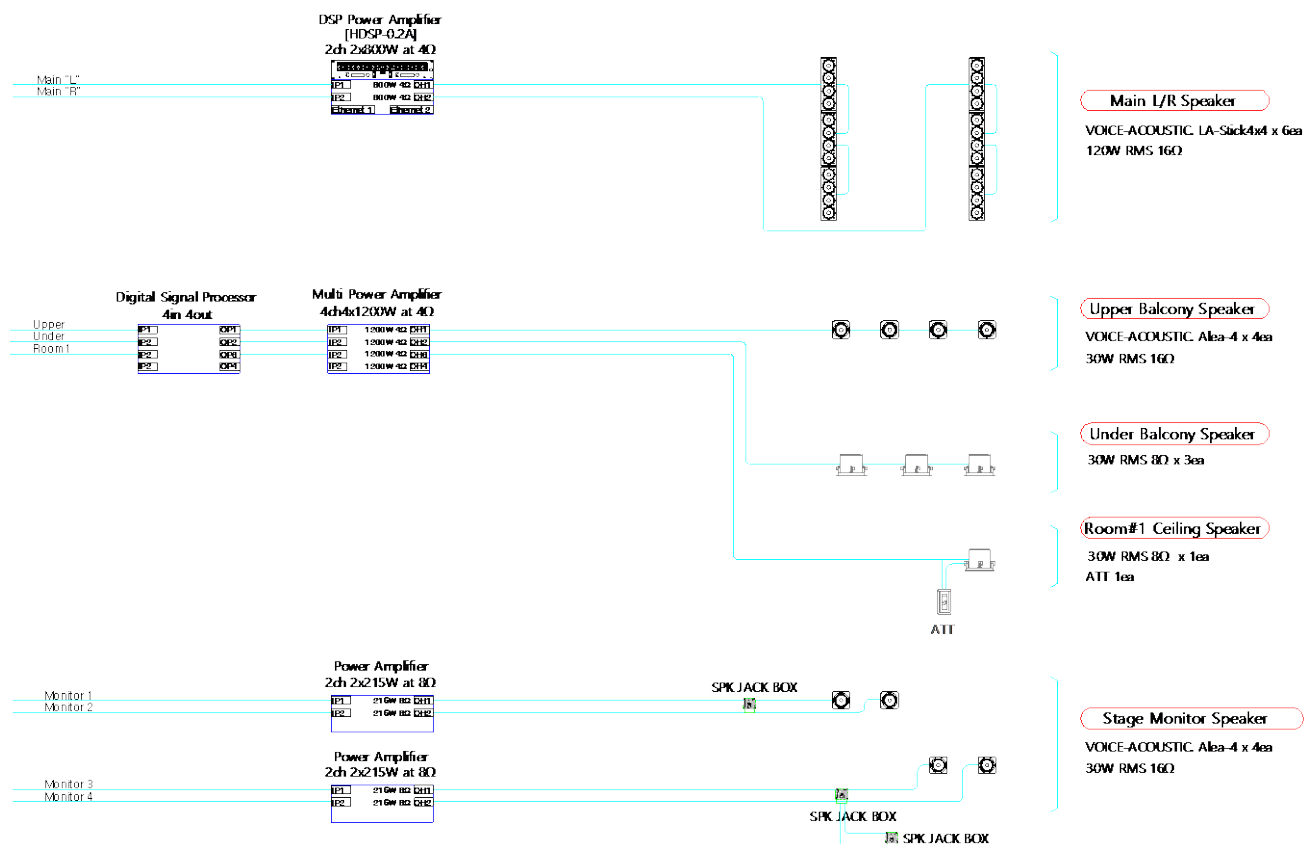 DSP Power Amplifier
[HDSP-0.2A]
2ch 2x800W at 4Ω
Main "L"
Main "R"
IP1 800W 4Ω CH1
IP2 800W 4Ω CH2
Ethernet 1 Ethernet 2
Main L/R Speaker
VOICE-ACOUSTIC. LA-Stick4x4 x 6ea
120W RMS 16Ω
Digital Signal Processor
4in 4out
Multi Power Amplifier
4ch4x1200W at 4Ω
Upper
Under
Room1
IP1 OP1
IP2 OP2
IP2
IP2 OP4
IP1 1200W 4Ω CH1
IP2 1200W 4Ω CH2
IP2 1200W 4Ω
IP2 1200W 4Ω CH4
Upper Balcony Speaker
VOICE-ACOUSTIC. Alea-4 x 4ea
30W RMS 16Ω
Under Balcony Speaker
30W RMS 8Ω x 3ea
Room#1 Ceiling Speaker
30W RMS 8Ω x 1ea
ATT 1ea
ATT
Power Amplifier
2ch 2x215W at 8Ω
Monitor 1
Monitor 2
IP1 215W 8Ω CH1
IP2 215W 8Ω CH2
SPK JACK BOX
Stage Monitor Speaker
VOICE-ACOUSTIC. Alea-4 x 4ea
30W RMS 16Ω
Power Amplifier
2ch 2x215W at 8Ω
Monitor 3
Monitor 4
IP1 215W 8Ω CH1
IP2 215W 8Ω CH2
SPK JACK BOX
SPK JACK BOX